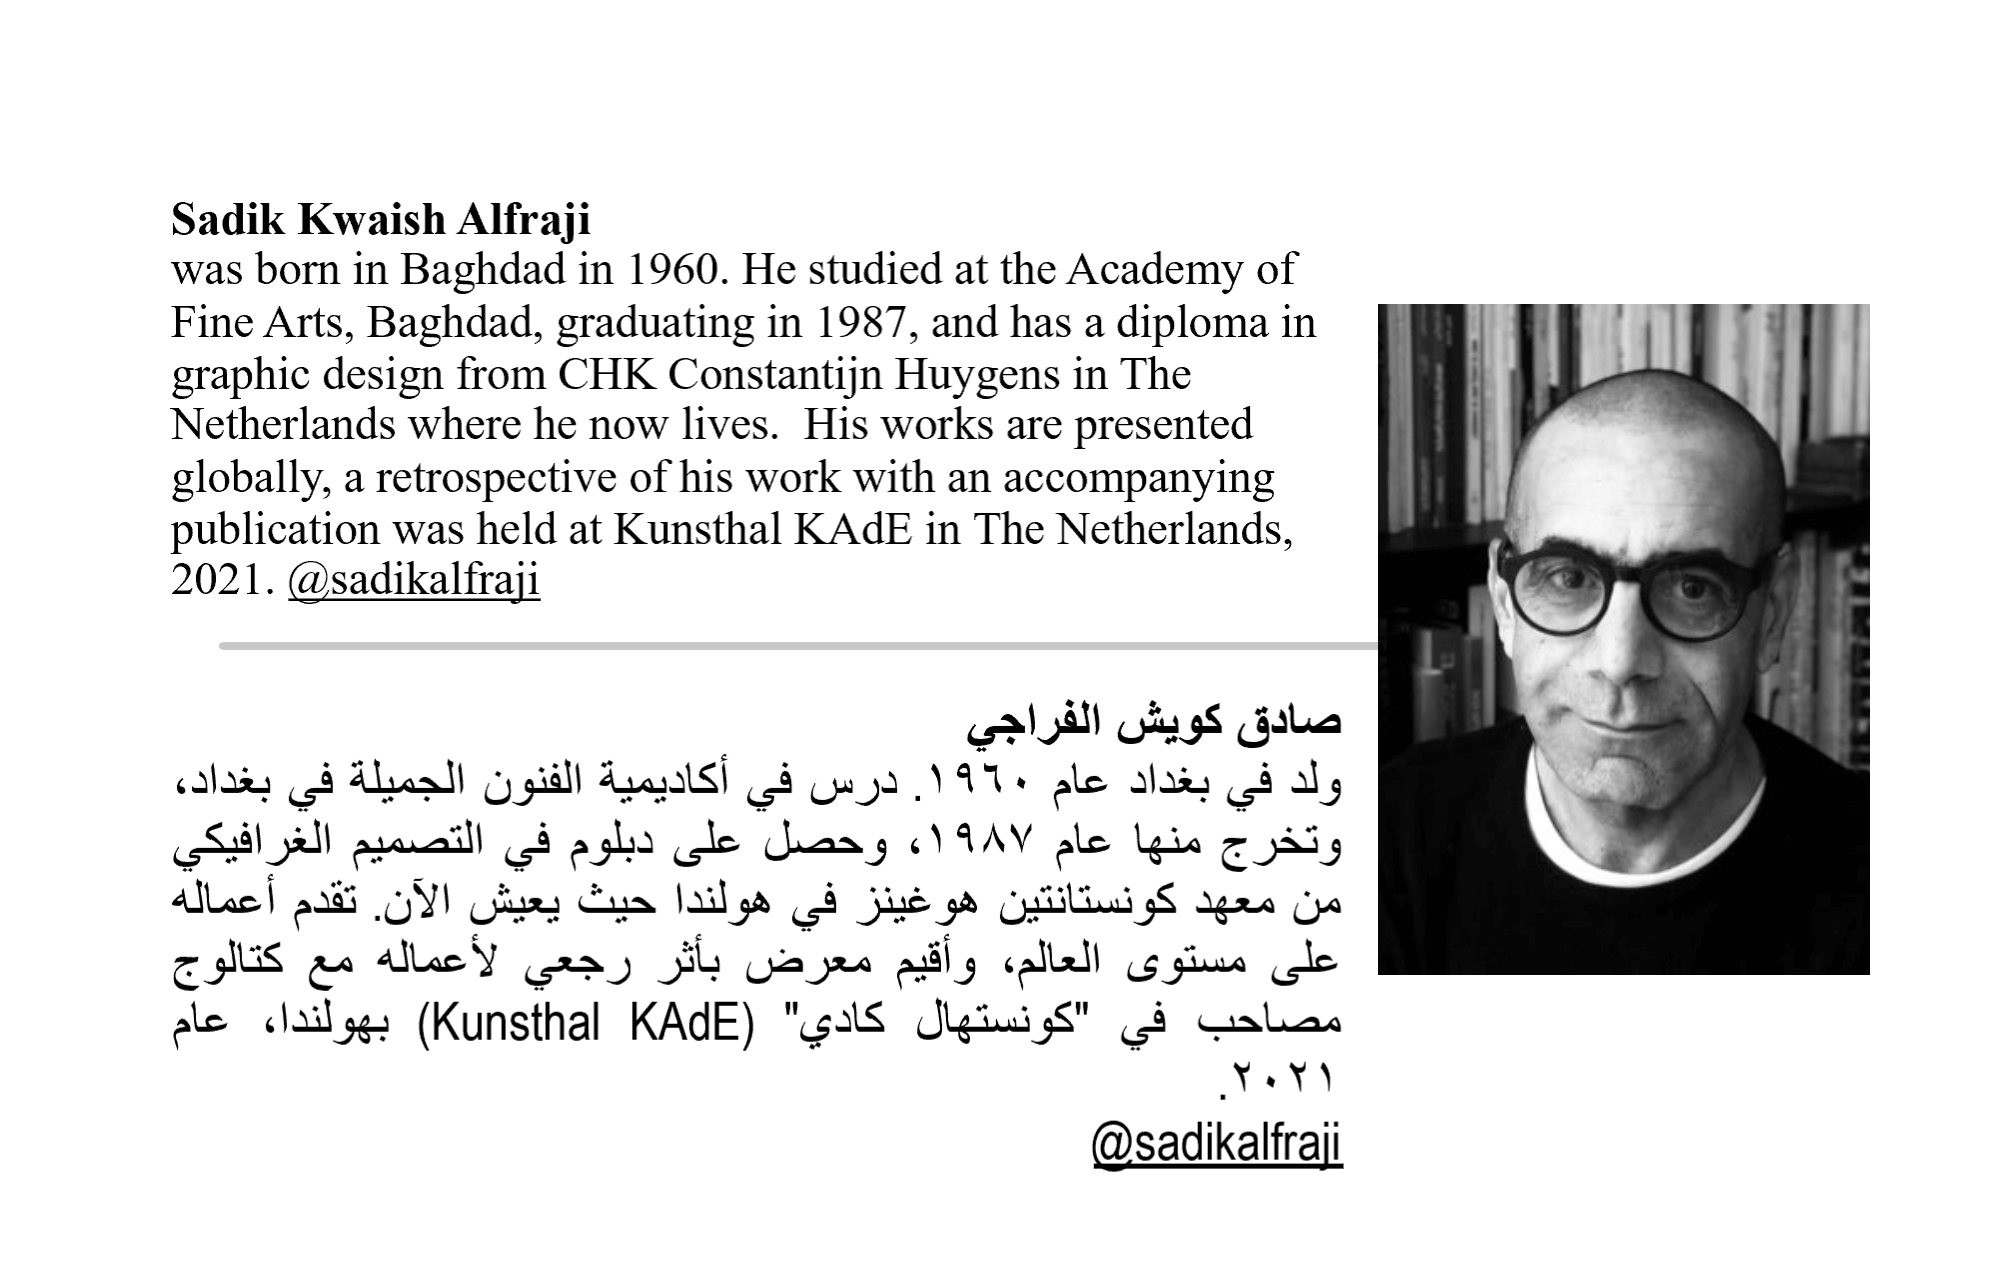 Sadik Kwaish Alfraji
was born in Baghdad in 1960. He studied at the Academy of
Fine Arts, Baghdad, graduating in 1987, and has a diploma in
graphic design from CHK Constantijn Huygens in The
Netherlands where he now lives.  His works are presented
globally, a retrospective of his work with an accompanying
publication was held at Kunsthal KAdE in The Netherlands,
2021. @sadikalfraji
صادق كويش الفراجي
ولد في بغداد عام ١٩٦٠. درس في أكاديمية الفنون الجميلة في بغداد،
وتخرج منها عام ١٩٨٧، وحصل على دبلوم في التصميم الغرافيكي
من معهد كونستانتين هوغينز في هولندا حيث يعيش الآن. تقدم أعماله
على مستوى العالم، وأقيم معرض بأثر رجعي لأعماله مع كتالوج
مصاحب في "كونستهال كادي" (Kunsthal KAdE) بهولندا، عام
٢٠٢١.
@sadikalfraji